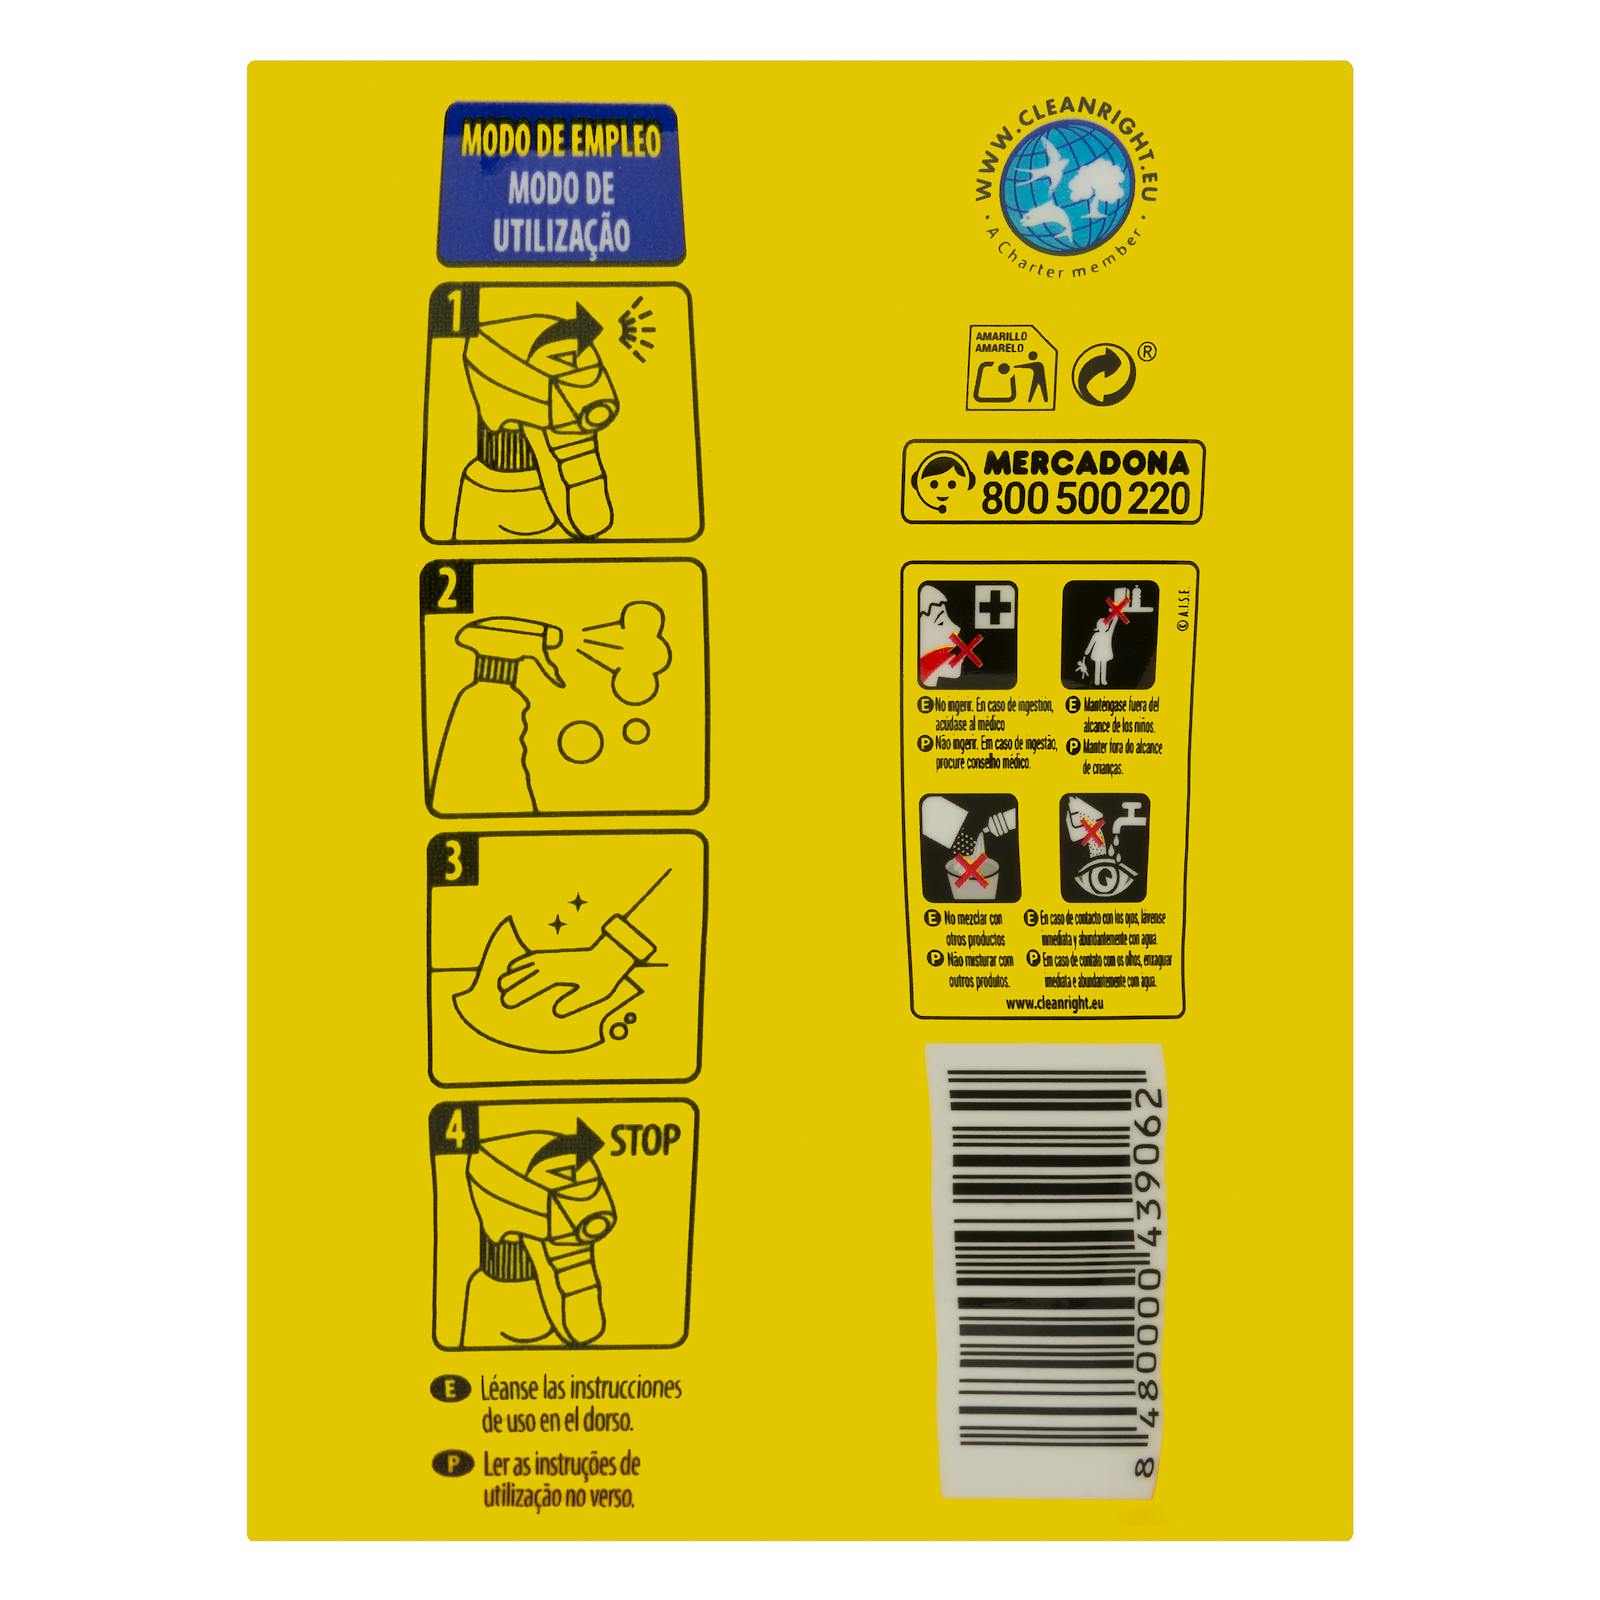 MODO DE EMPLEO
MODO DE
UTILIZAÇÃO
1
2
3
4
STOP
E Léanse las instrucciones
de uso en el dorso.
P Ler as instruções de
utilização no verso.
WWW.CLEANRIGHT.EU
· A Charter member ·
AMARILLO
AMARELO
®
MERCADONA
800 500 220
© A.I.S.E.
E No ingerir. En caso de ingestión,
acúdase al médico
P Não ingerir. Em caso de ingestão,
procure conselho médico.
E Manténgase fuera del
alcance de los niños.
P Manter fora do alcance
de crianças.
E No mezclar con
otros productos
P Não misturar com
outros produtos.
E En caso de contacto con los ojos, lávense
inmediata y abundantemente con agua.
P Em caso de contato com os olhos, enxaguar
imediata e abundantemente com água.
www.cleanright.eu
8 480000 439062